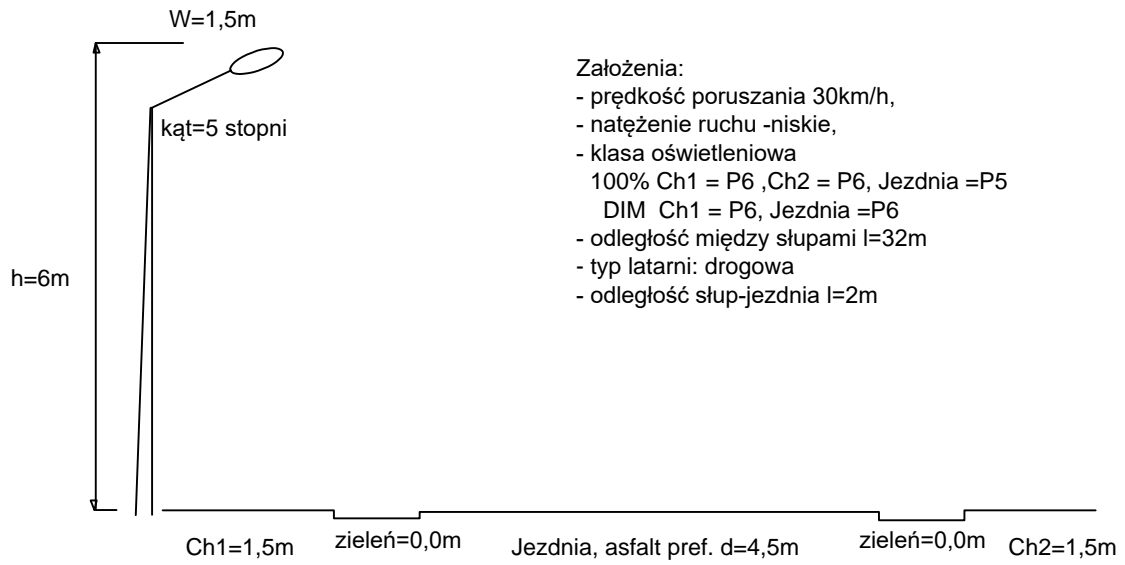 W=1,5m
kąt=5 stopni
h=6m
Założenia:
- prędkość poruszania 30km/h,
- natężenie ruchu -niskie,
- klasa oświetleniowa
100% Ch1 = P6 ,Ch2 = P6, Jezdnia =P5
DIM  Ch1 = P6, Jezdnia =P6
- odległość między słupami l=32m
- typ latarni: drogowa
- odległość słup-jezdnia l=2m
Ch1=1,5m
zieleń=0,0m
Jezdnia, asfalt pref. d=4,5m
zieleń=0,0m
Ch2=1,5m